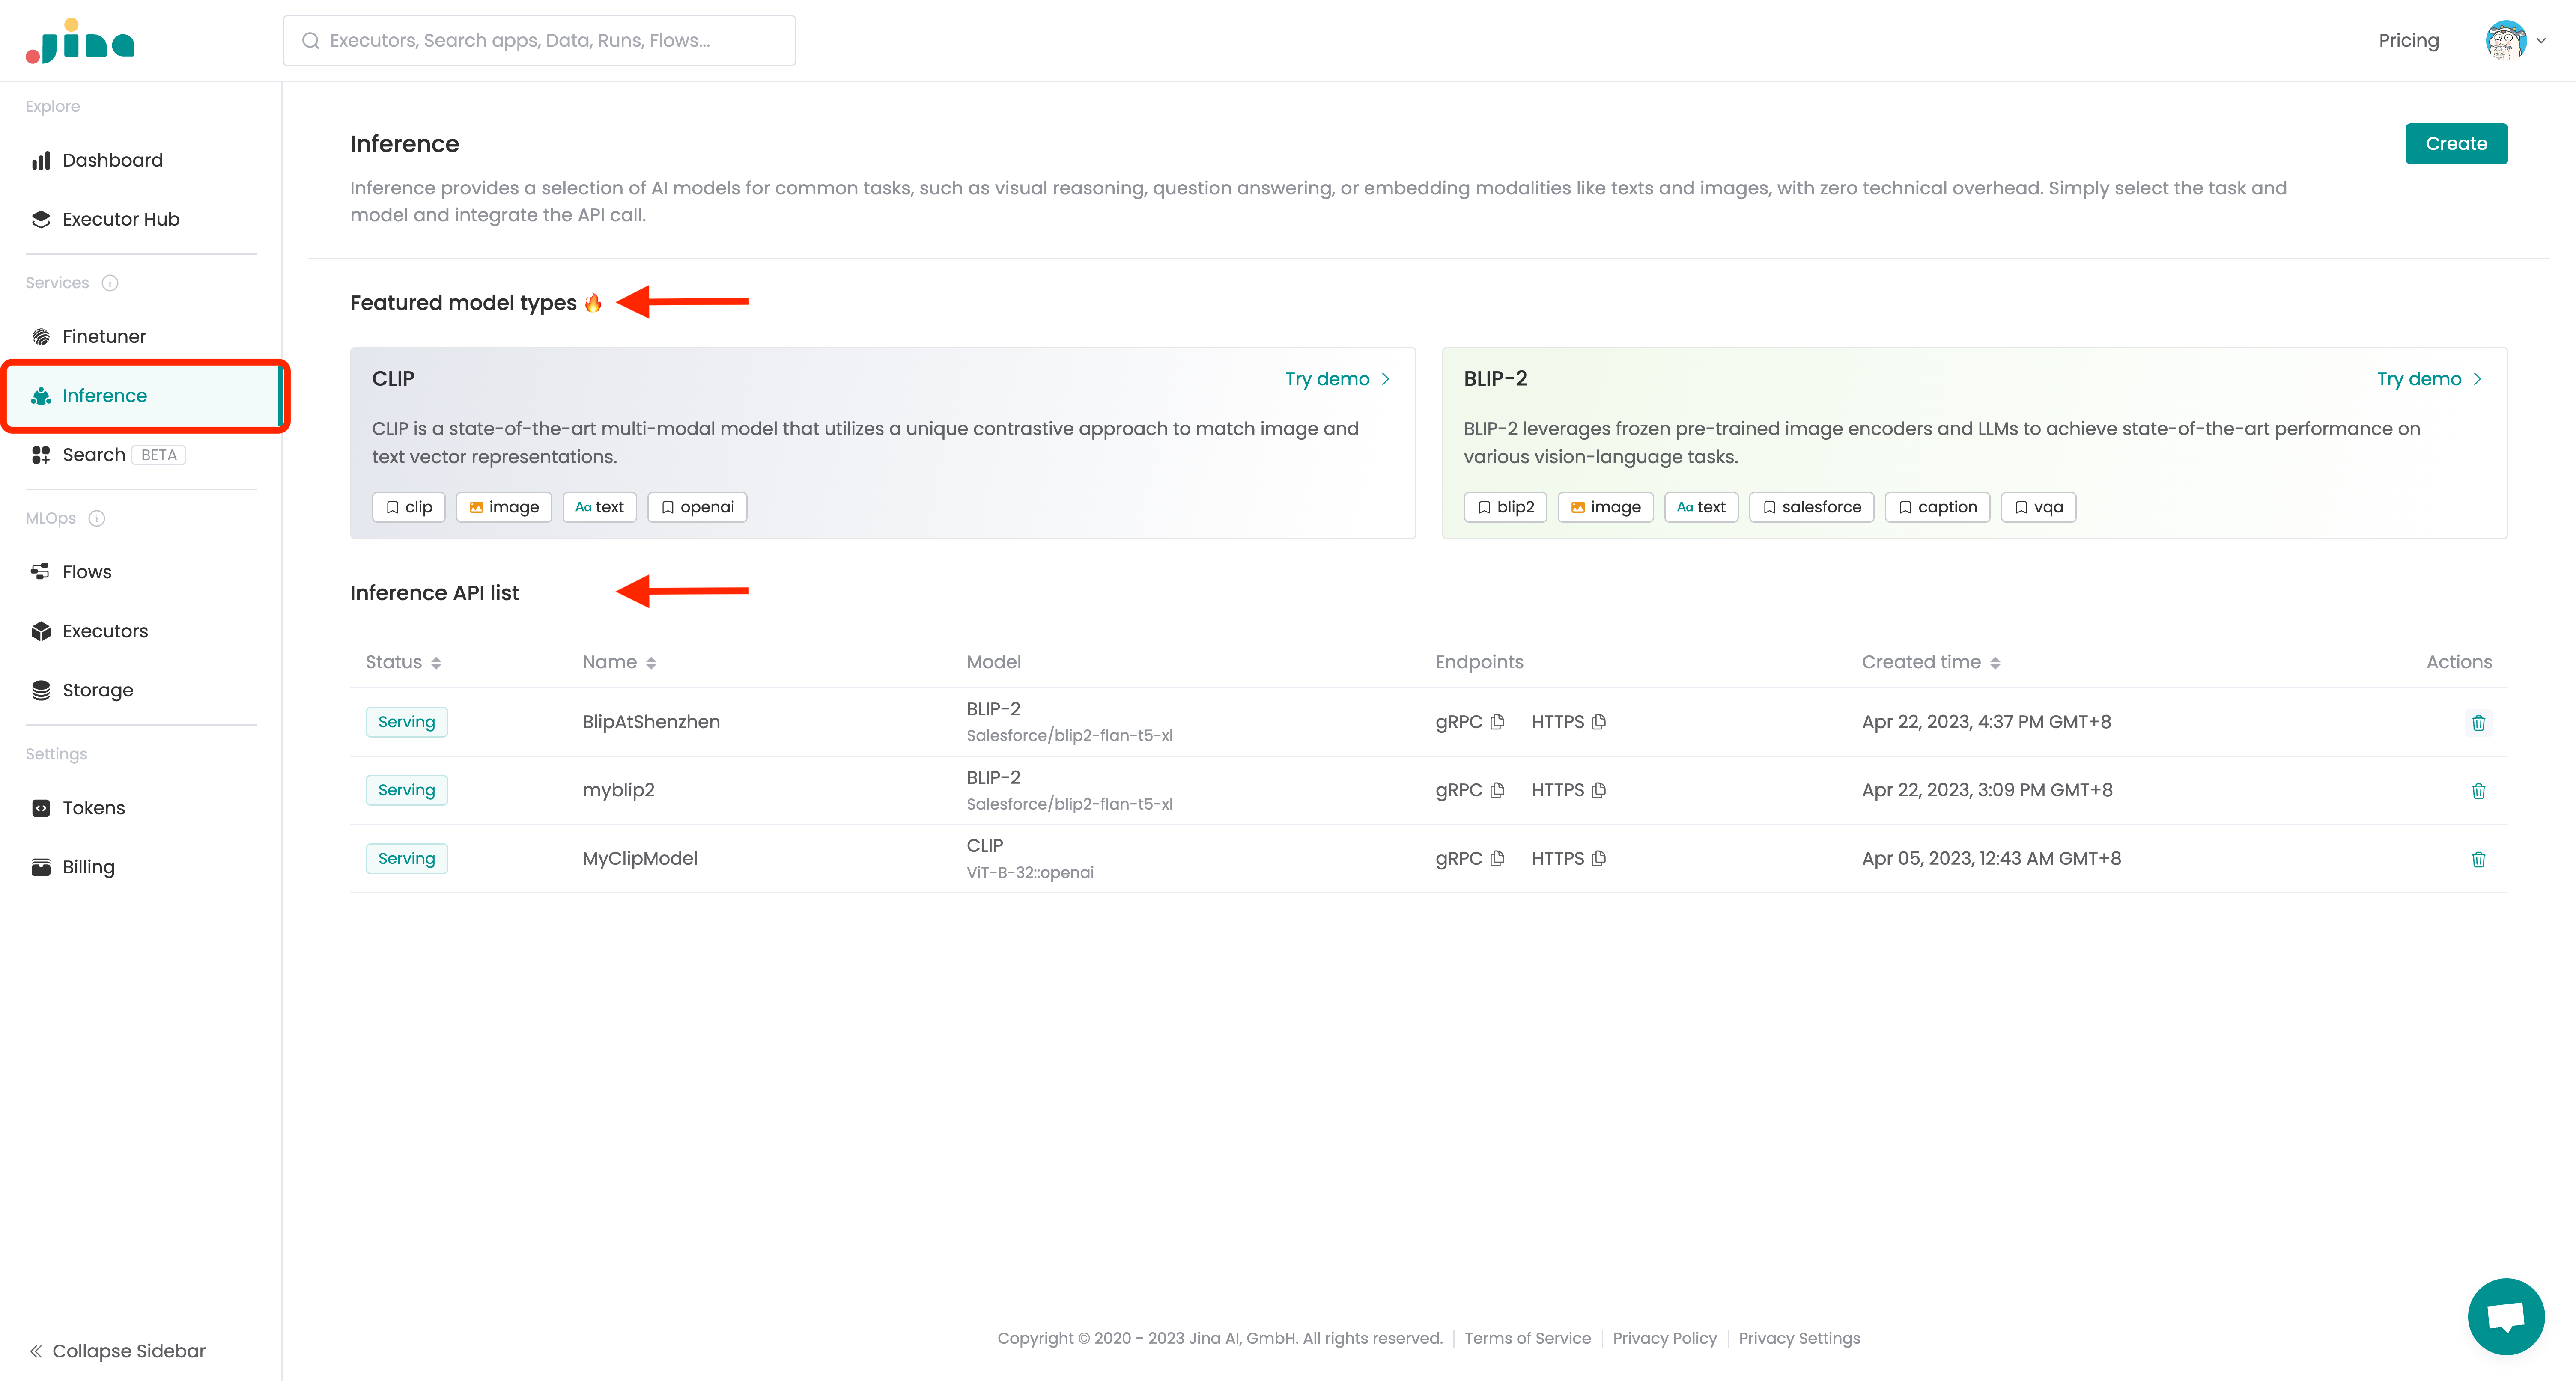 Jina
Executors, Search apps, Data, Runs, Flows...
Pricing
Explore
Dashboard
Executor Hub
Services
Finetuner
Inference
Search BETA
MLOps
Flows
Executors
Storage
Settings
Tokens
Billing
Collapse Sidebar
Inference
Create
Inference provides a selection of AI models for common tasks, such as visual reasoning, question answering, or embedding modalities like texts and images, with zero technical overhead. Simply select the task and
model and integrate the API call.
Featured model types 🔥
CLIP
Try demo
CLIP is a state-of-the-art multi-modal model that utilizes a unique contrastive approach to match image and
text vector representations.
clip image Aa text openai
BLIP-2
Try demo
BLIP-2 leverages frozen pre-trained image encoders and LLMs to achieve state-of-the-art performance on
various vision-language tasks.
blip2 image Aa text salesforce caption vqa
Inference API list
Status Name Model Endpoints Created time Actions
Serving BlipAtShenzhen BLIP-2 gRPC HTTPS Apr 22, 2023, 4:37 PM GMT+8
Salesforce/blip2-flan-t5-xl
Serving myblip2 BLIP-2 gRPC HTTPS Apr 22, 2023, 3:09 PM GMT+8
Salesforce/blip2-flan-t5-xl
Serving MyClipModel CLIP gRPC HTTPS Apr 05, 2023, 12:43 AM GMT+8
ViT-B-32::openai
Copyright © 2020 - 2023 Jina AI, GmbH. All rights reserved. Terms of Service Privacy Policy Privacy Settings